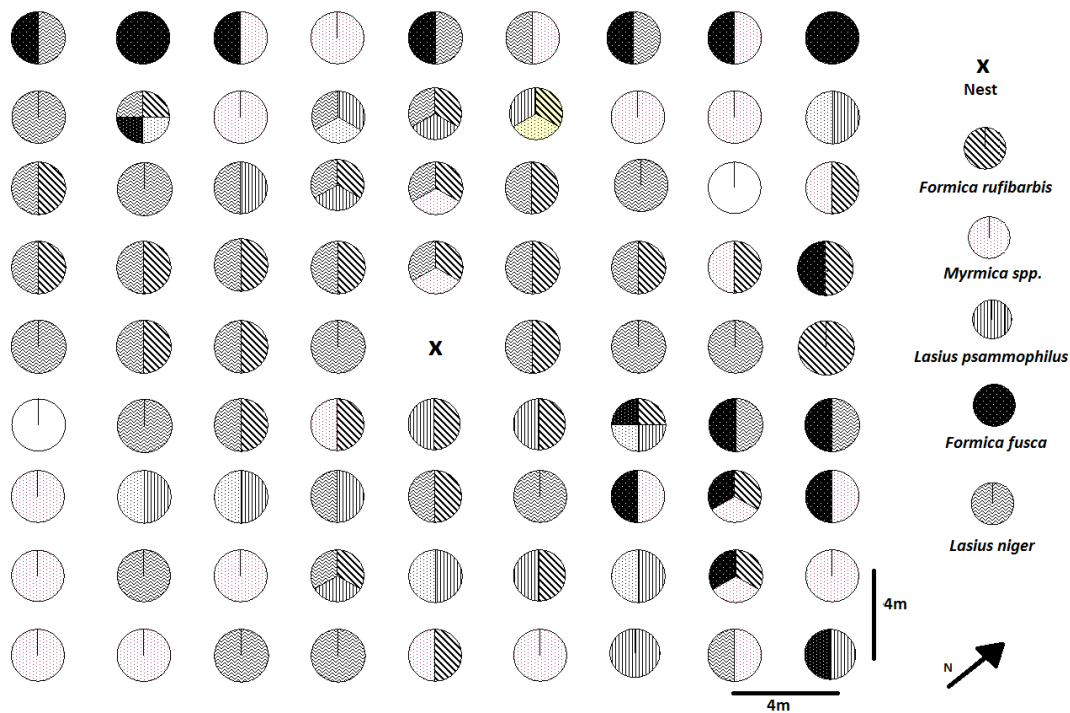 X
Nest
Formica rufibarbis
Myrmica spp.
Lasius psammophilus
X
Formica fusca
Lasius niger
4m
N
4m